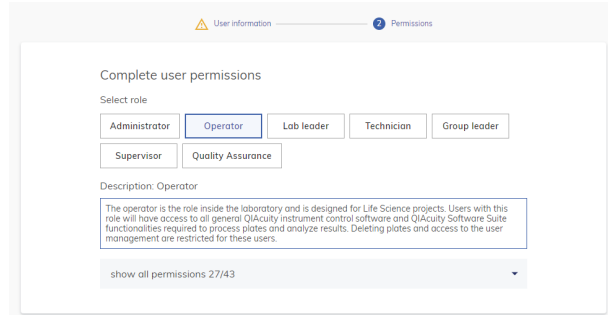 User information
2 Permissions
Complete user permissions
Select role
Administrator Operator Lab leader Technician Group leader
Supervisor Quality Assurance
Description: Operator
The operator is the role inside the laboratory and is designed for Life Science projects. Users with this
role will have access to all general QIAcuity instrument control software and QIAcuity Software Suite
functionalities required to process plates and analyze results. Deleting plates and access to the user
management are restricted for these users.
show all permissions 27/43